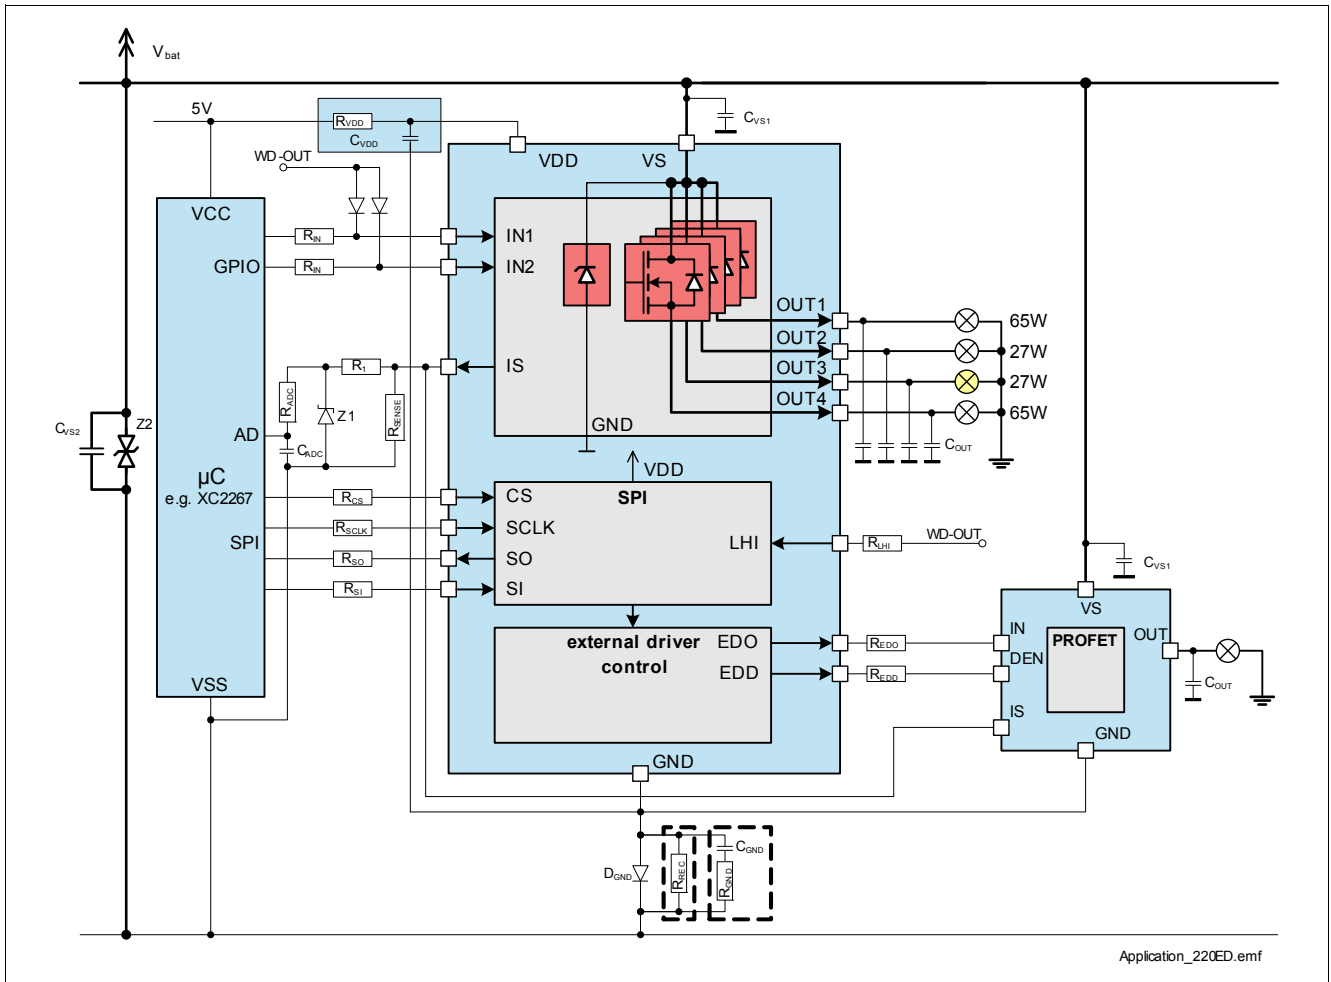 Vbat
5V
RVDD
CVDD
CVS1
WD-OUT
VDD
VS
VCC
RIN
IN1
GPIO
RIN
IN2
OUT1
65W
OUT2
27W
OUT3
27W
OUT4
65W
R1
IS
RADC
Z1
RSENSE
GND
COUT
CVS2
Z2
AD
CADC
VDD
µC
e.g. XC2267
RCS
CS
SPI
RSCLK
SCLK
SPI
RSO
SO
LHI
RLHI
WD-OUT
RSI
SI
CVS1
VS
external driver
control
EDO
REDO
IN
PROFET
OUT
EDD
REDD
DEN
COUT
VSS
IS
GND
GND
DGND
RREC
CGND
RGND
Application_220ED.emf